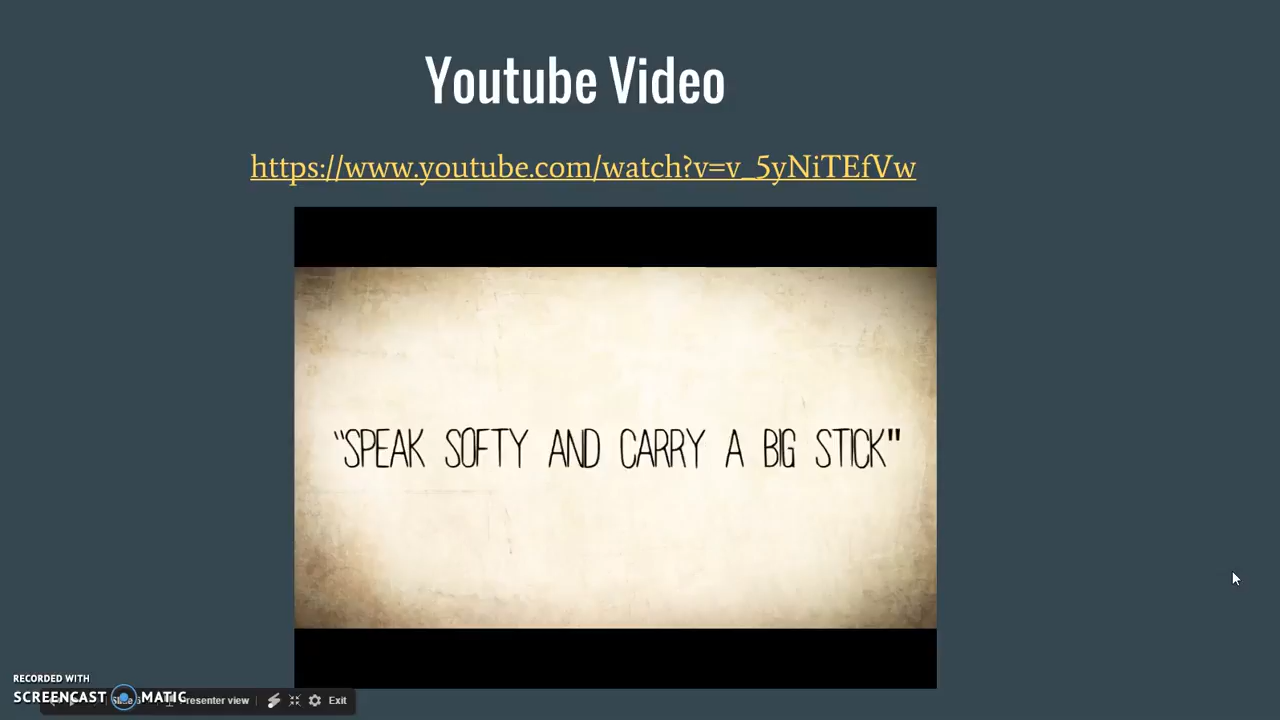 Youtube Video
https://www.youtube.com/watch?v=v_5yNiTEfVw
"SPEAK SOFTY AND CARRY A BIG STICK"
RECORDED WITH
SCREENCAST MATIC
Presenter view Exit